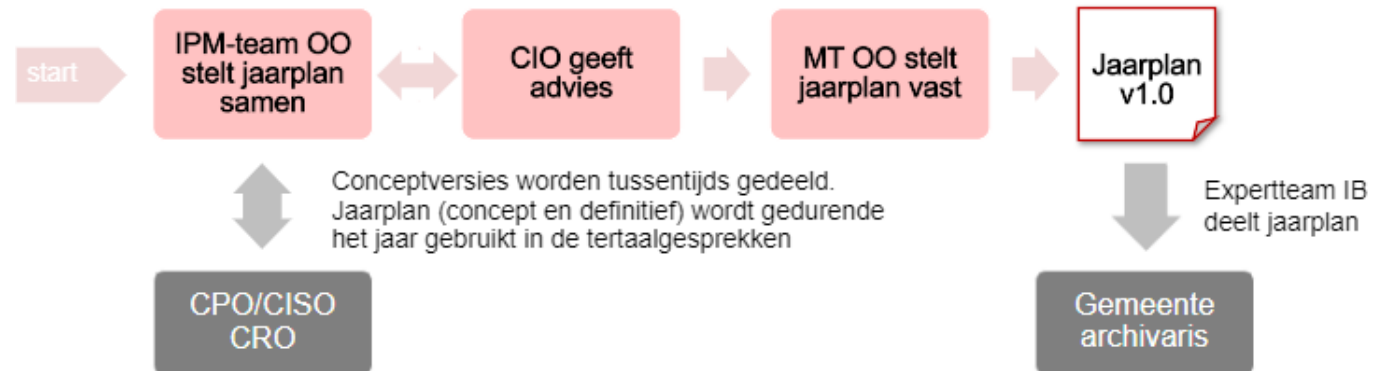 start
IPM-team OO
stelt jaarplan
samen
CIO geeft
advies
MT OO stelt
jaarplan vast
Jaarplan
v1.0
Conceptversies worden tussentijds gedeeld.
Jaarplan (concept en definitief) wordt gedurende
het jaar gebruikt in de tertaalgesprekken
Expertteam IB
deelt jaarplan
CPO/CISO
CRO
Gemeente
archivaris